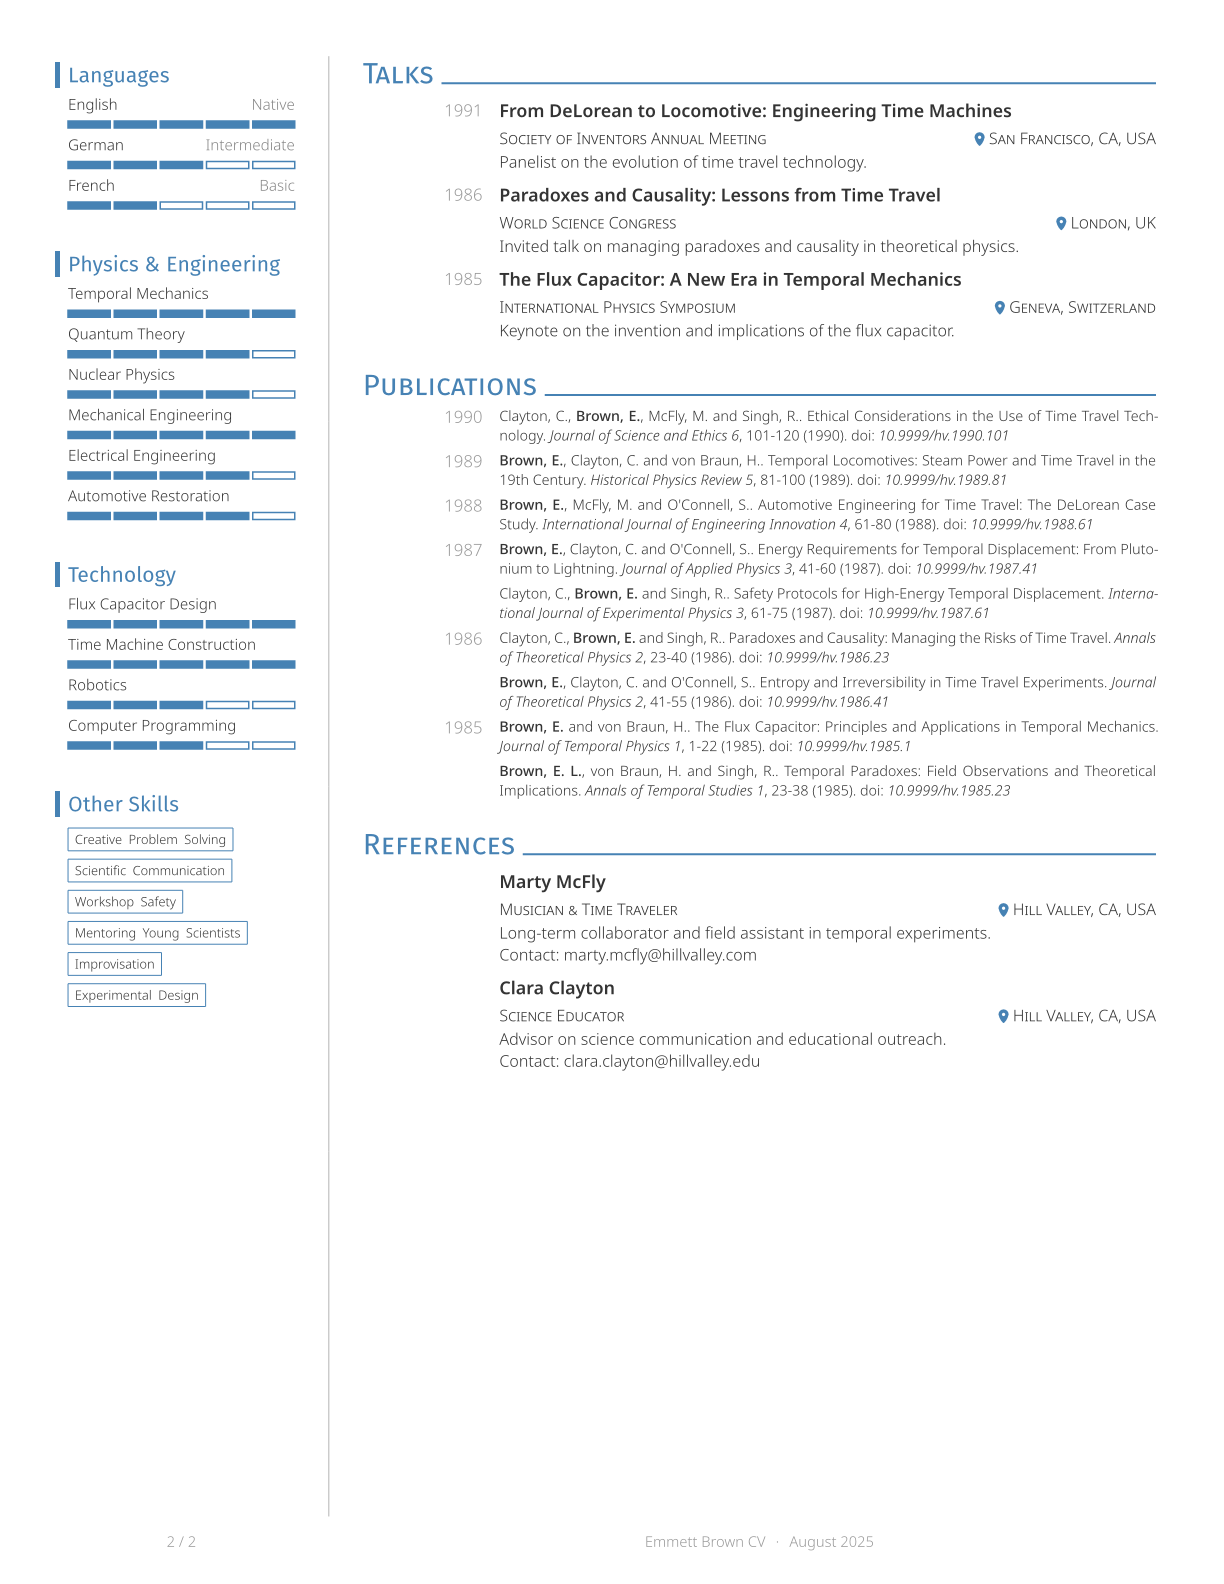 Languages
English Native
German Intermediate
French Basic
Physics & Engineering
Temporal Mechanics
Quantum Theory
Nuclear Physics
Mechanical Engineering
Electrical Engineering
Automotive Restoration
Technology
Flux Capacitor Design
Time Machine Construction
Robotics
Computer Programming
Other Skills
Creative Problem Solving
Scientific Communication
Workshop Safety
Mentoring Young Scientists
Improvisation
Experimental Design
Talks
1991 From DeLorean to Locomotive: Engineering Time Machines
Society of Inventors Annual Meeting San Francisco, CA, USA
Panelist on the evolution of time travel technology.
1986 Paradoxes and Causality: Lessons from Time Travel
World Science Congress London, UK
Invited talk on managing paradoxes and causality in theoretical physics.
1985 The Flux Capacitor: A New Era in Temporal Mechanics
International Physics Symposium Geneva, Switzerland
Keynote on the invention and implications of the flux capacitor.
Publications
1990 Clayton, C., Brown, E., McFly, M. and Singh, R.. Ethical Considerations in the Use of Time Travel Tech-
nology. Journal of Science and Ethics 6, 101-120 (1990). doi: 10.9999/hv.1990.101
1989 Brown, E., Clayton, C. and von Braun, H.. Temporal Locomotives: Steam Power and Time Travel in the
19th Century. Historical Physics Review 5, 81-100 (1989). doi: 10.9999/hv.1989.81
1988 Brown, E., McFly, M. and O'Connell, S.. Automotive Engineering for Time Travel: The DeLorean Case
Study. International Journal of Engineering Innovation 4, 61-80 (1988). doi: 10.9999/hv.1988.61
1987 Brown, E., Clayton, C. and O'Connell, S.. Energy Requirements for Temporal Displacement: From Pluto-
nium to Lightning. Journal of Applied Physics 3, 41-60 (1987). doi: 10.9999/hv.1987.41
Clayton, C., Brown, E. and Singh, R.. Safety Protocols for High-Energy Temporal Displacement. Interna-
tional Journal of Experimental Physics 3, 61-75 (1987). doi: 10.9999/hv.1987.61
1986 Clayton, C., Brown, E. and Singh, R.. Paradoxes and Causality: Managing the Risks of Time Travel. Annals
of Theoretical Physics 2, 23-40 (1986). doi: 10.9999/hv.1986.23
Brown, E., Clayton, C. and O'Connell, S.. Entropy and Irreversibility in Time Travel Experiments. Journal
of Theoretical Physics 2, 41-55 (1986). doi: 10.9999/hv.1986.41
1985 Brown, E. and von Braun, H.. The Flux Capacitor: Principles and Applications in Temporal Mechanics.
Journal of Temporal Physics 1, 1-22 (1985). doi: 10.9999/hv.1985.1
Brown, E. L., von Braun, H. and Singh, R.. Temporal Paradoxes: Field Observations and Theoretical
Implications. Annals of Temporal Studies 1, 23-38 (1985). doi: 10.9999/hv.1985.23
References
Marty McFly
Musician & Time Traveler Hill Valley, CA, USA
Long-term collaborator and field assistant in temporal experiments.
Contact: marty.mcfly@hillvalley.com
Clara Clayton
Science Educator Hill Valley, CA, USA
Advisor on science communication and educational outreach.
Contact: clara.clayton@hillvalley.edu
2 / 2
Emmett Brown CV · August 2025